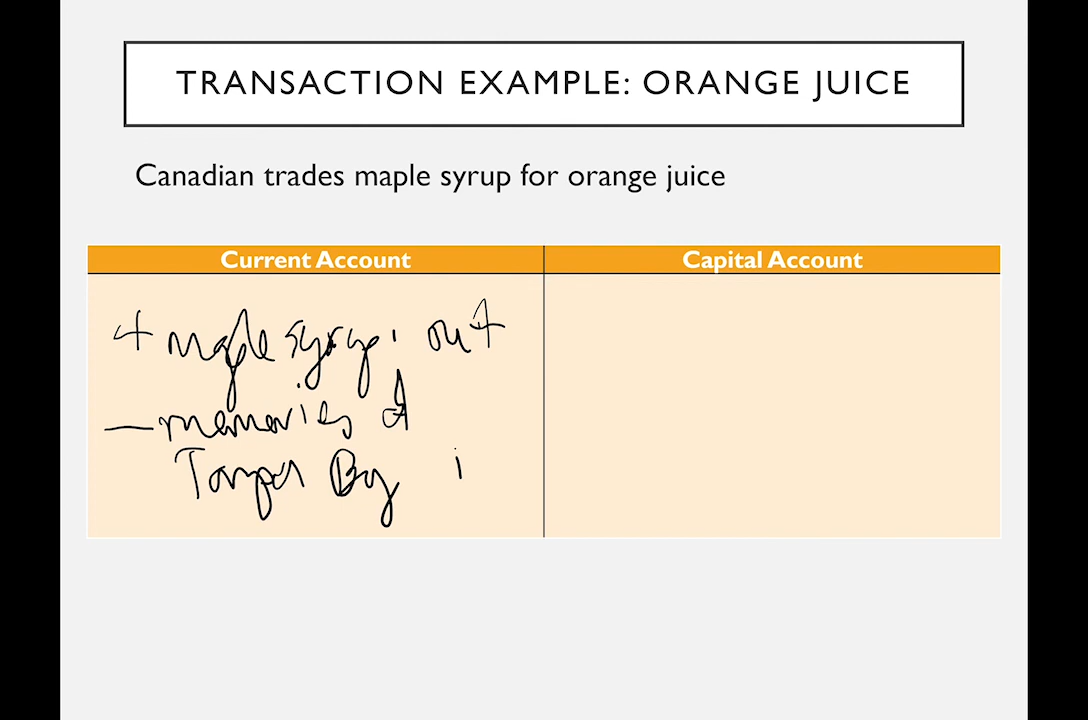 TRANSACTION EXAMPLE: ORANGE JUICE
Canadian trades maple syrup for orange juice
Current Account
Capital Account
+ maple syrup out
— memories of
Tampa Bay i